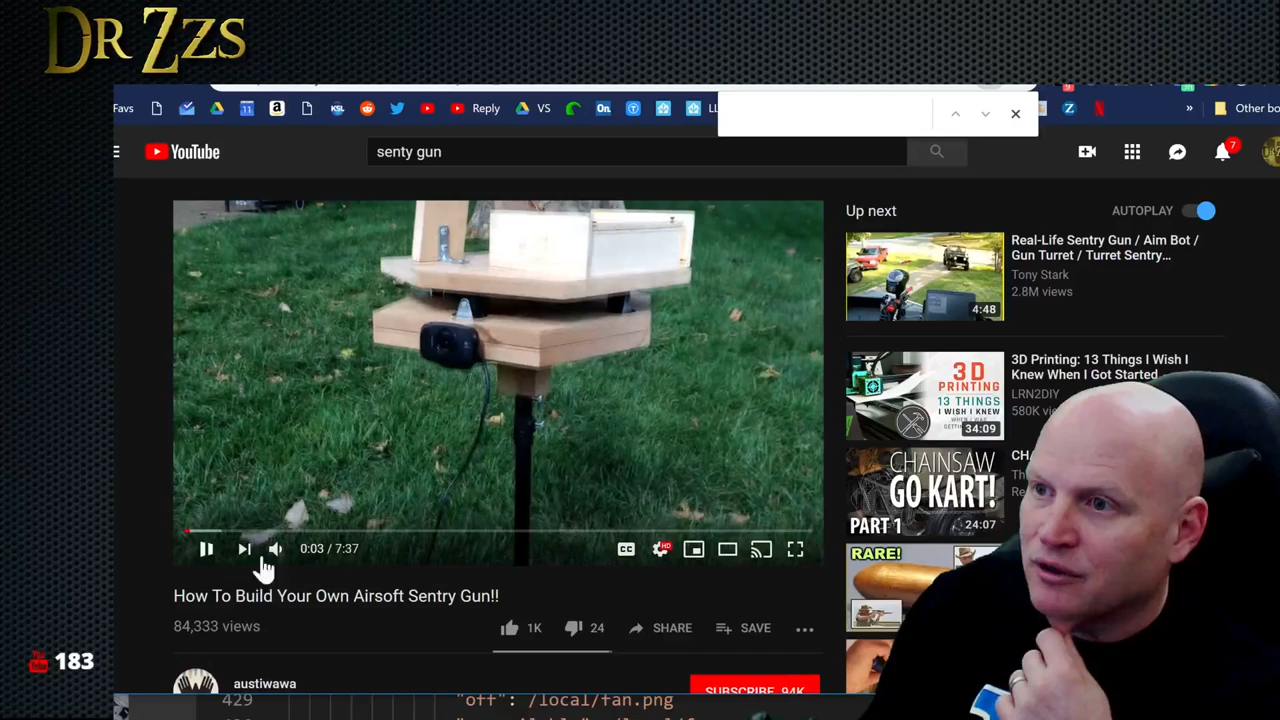 DR ZZS
Favs
Reply
VS
On.
LL
Other bo
YouTube
senty gun
7
Up next
AUTOPLAY
Real-Life Sentry Gun / Aim Bot /
Gun Turret / Turret Sentry…
Tony Stark
2.8M views
4:48
3D Printing: 13 Things I Wish I
Knew When I Got Started
LRN2DIY
580K
3D
PRINTING
13 THINGS
I WISH I KNEW
34:09
CHAINSAW
GO KART!
PART 1
24:07
RARE!
0:03 / 7:37
CC
HD
How To Build Your Own Airsoft Sentry Gun!!
84,333 views
1K
24
SHARE
SAVE
austiwawa
SUBSCRIBE 94K
183
429
"off": /local/fan.png